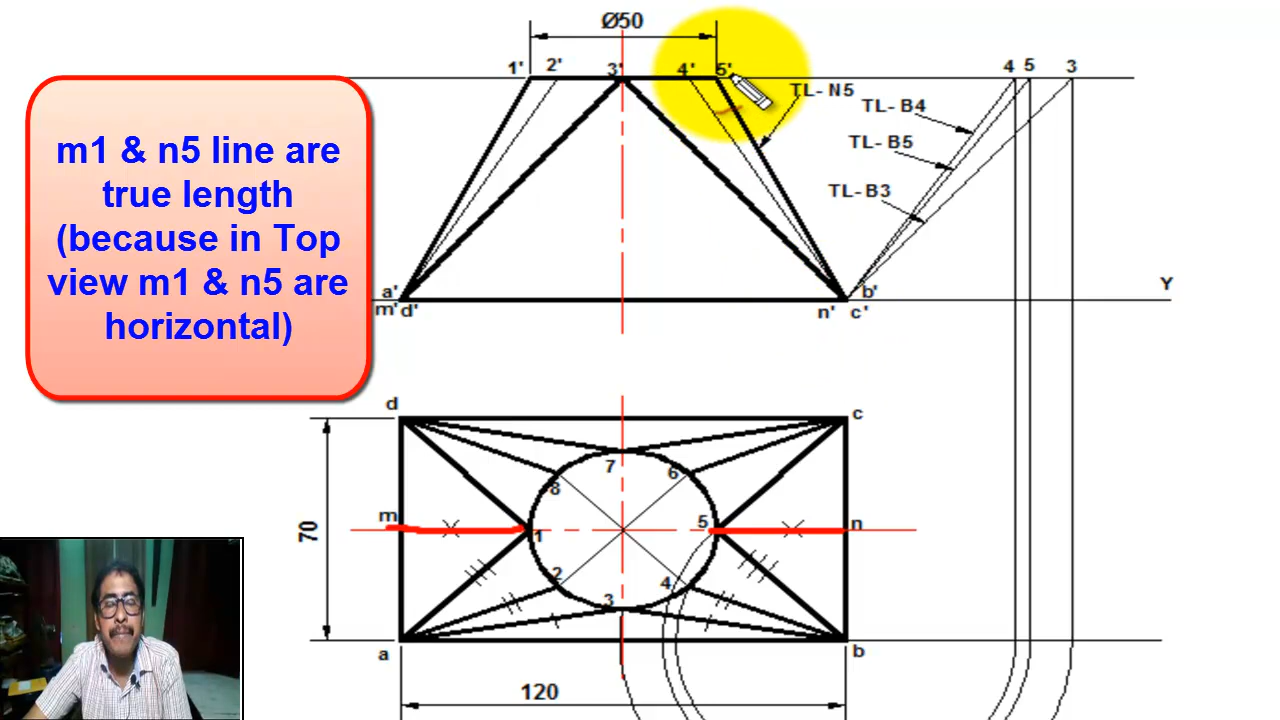 Ø50
1' 2' 3' 4' 5' 4 5 3
TL-N5
TL-B4
TL-B5
TL-B3
m1 & n5 line are
true length
(because in Top
view m1 & n5 are
horizontal)
a' b' Y
m' d' n' c'
d c
7 6
8
m 1 5 n
70
2 4
3
a b
120